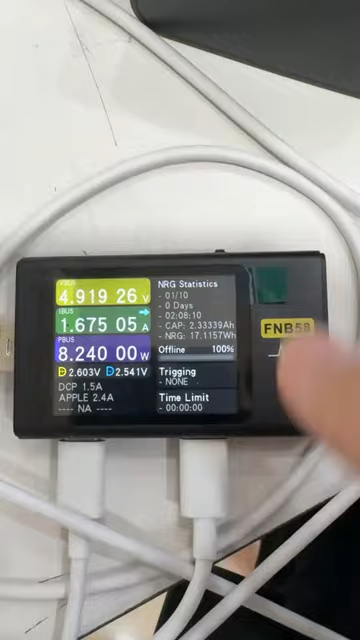 VBUS
4.919 26 V
IBUS
1.675 05 A
PBUS
8.240 00 W
D 2.603V D 2.541V
DCP 1.5A
APPLE 2.4A
---- NA ----
NRG Statistics
- 01/10
- 0 Days
- 02:08:10
- CAP: 2.33339Ah
- NRG: 17.1157Wh
Offline 100%
Trigging
- NONE
Time Limit
- 00:00:00
FNB58